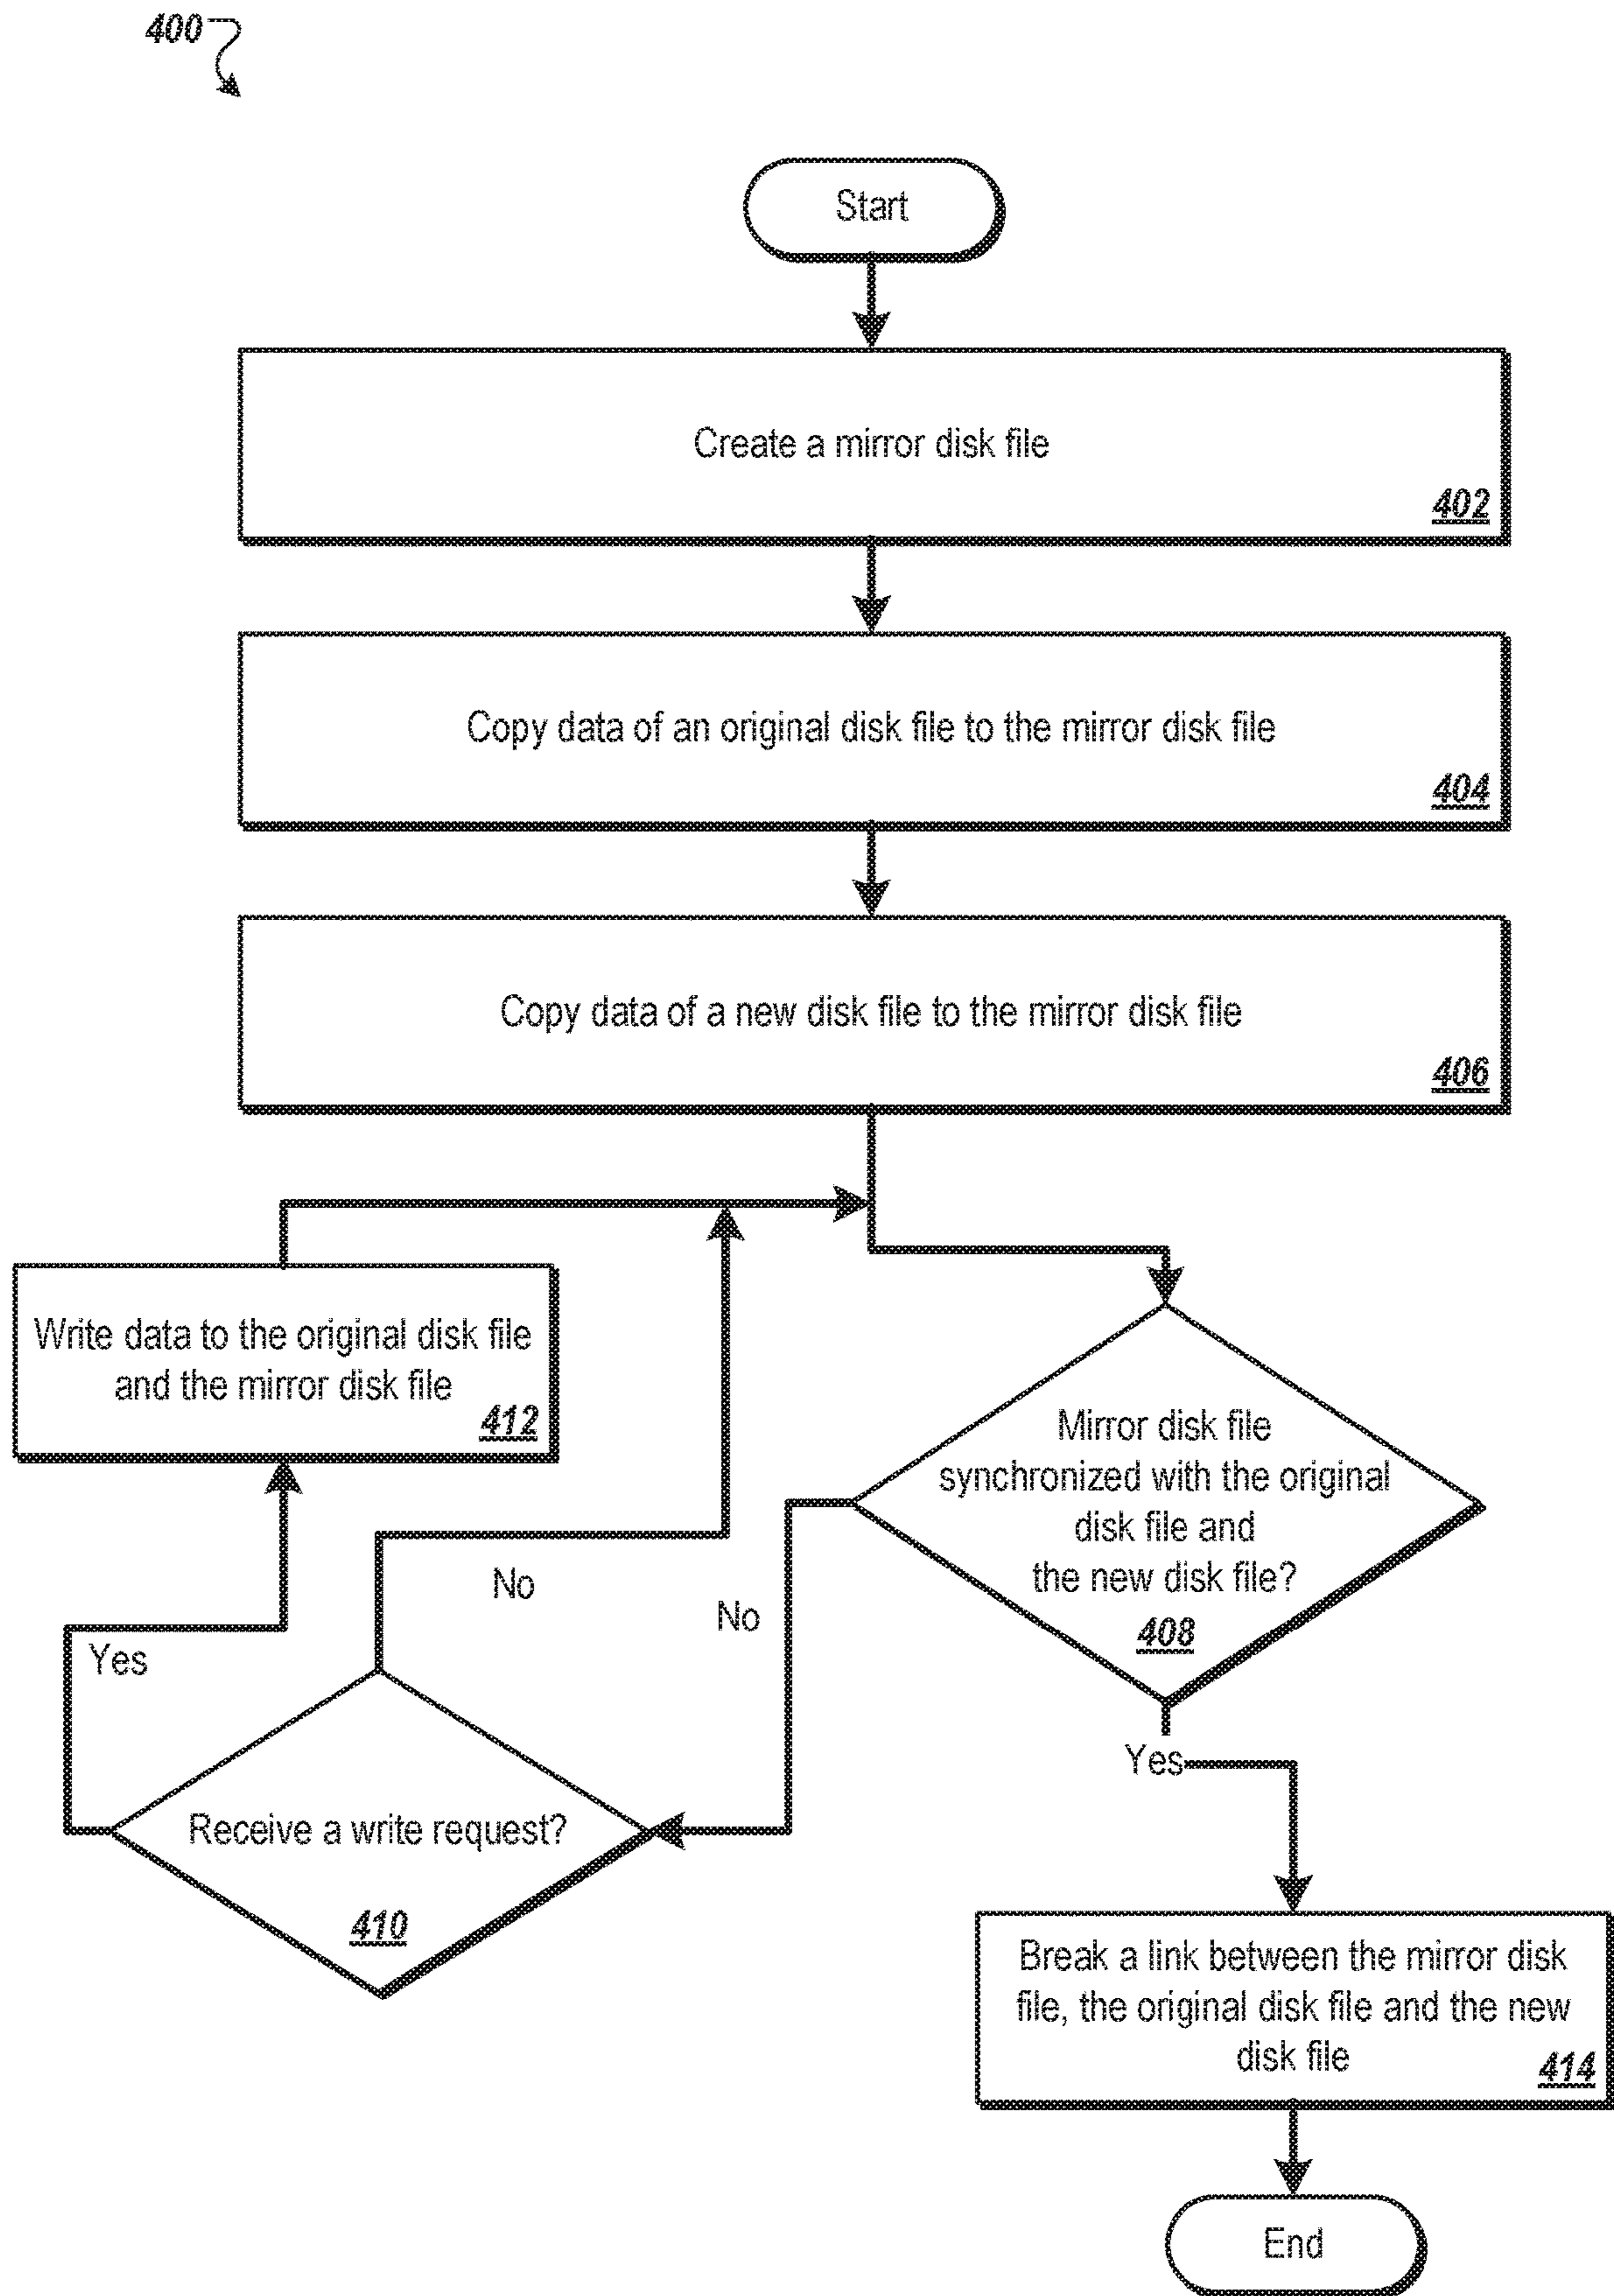 400
Start
Create a mirror disk file
402
Copy data of an original disk file to the mirror disk file
404
Copy data of a new disk file to the mirror disk file
406
Write data to the original disk file
and the mirror disk file
412
Mirror disk file
synchronized with the original
disk file and
the new disk file?
408
No
No
Yes
Yes
Receive a write request?
410
Break a link between the mirror disk
file, the original disk file and the new
disk file
414
End